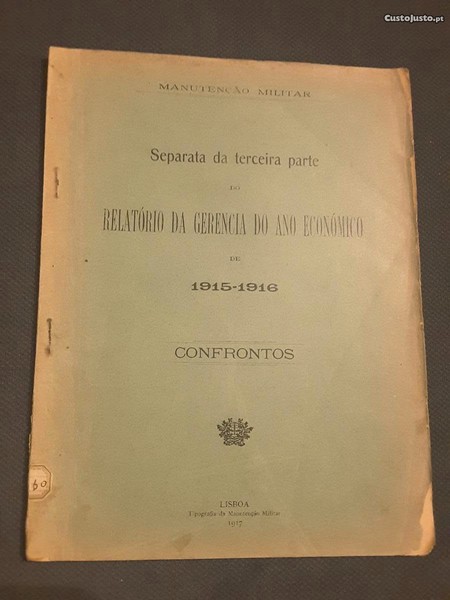 CustoJusto.pt
MANUTENÇÃO MILITAR
Separata da terceira parte
DO
RELATÓRIO DA GERENCIA DO ANO ECONÓMICO
DE
1915-1916
CONFRONTOS
60
LISBOA
Tipografia da Manutenção Militar
1917